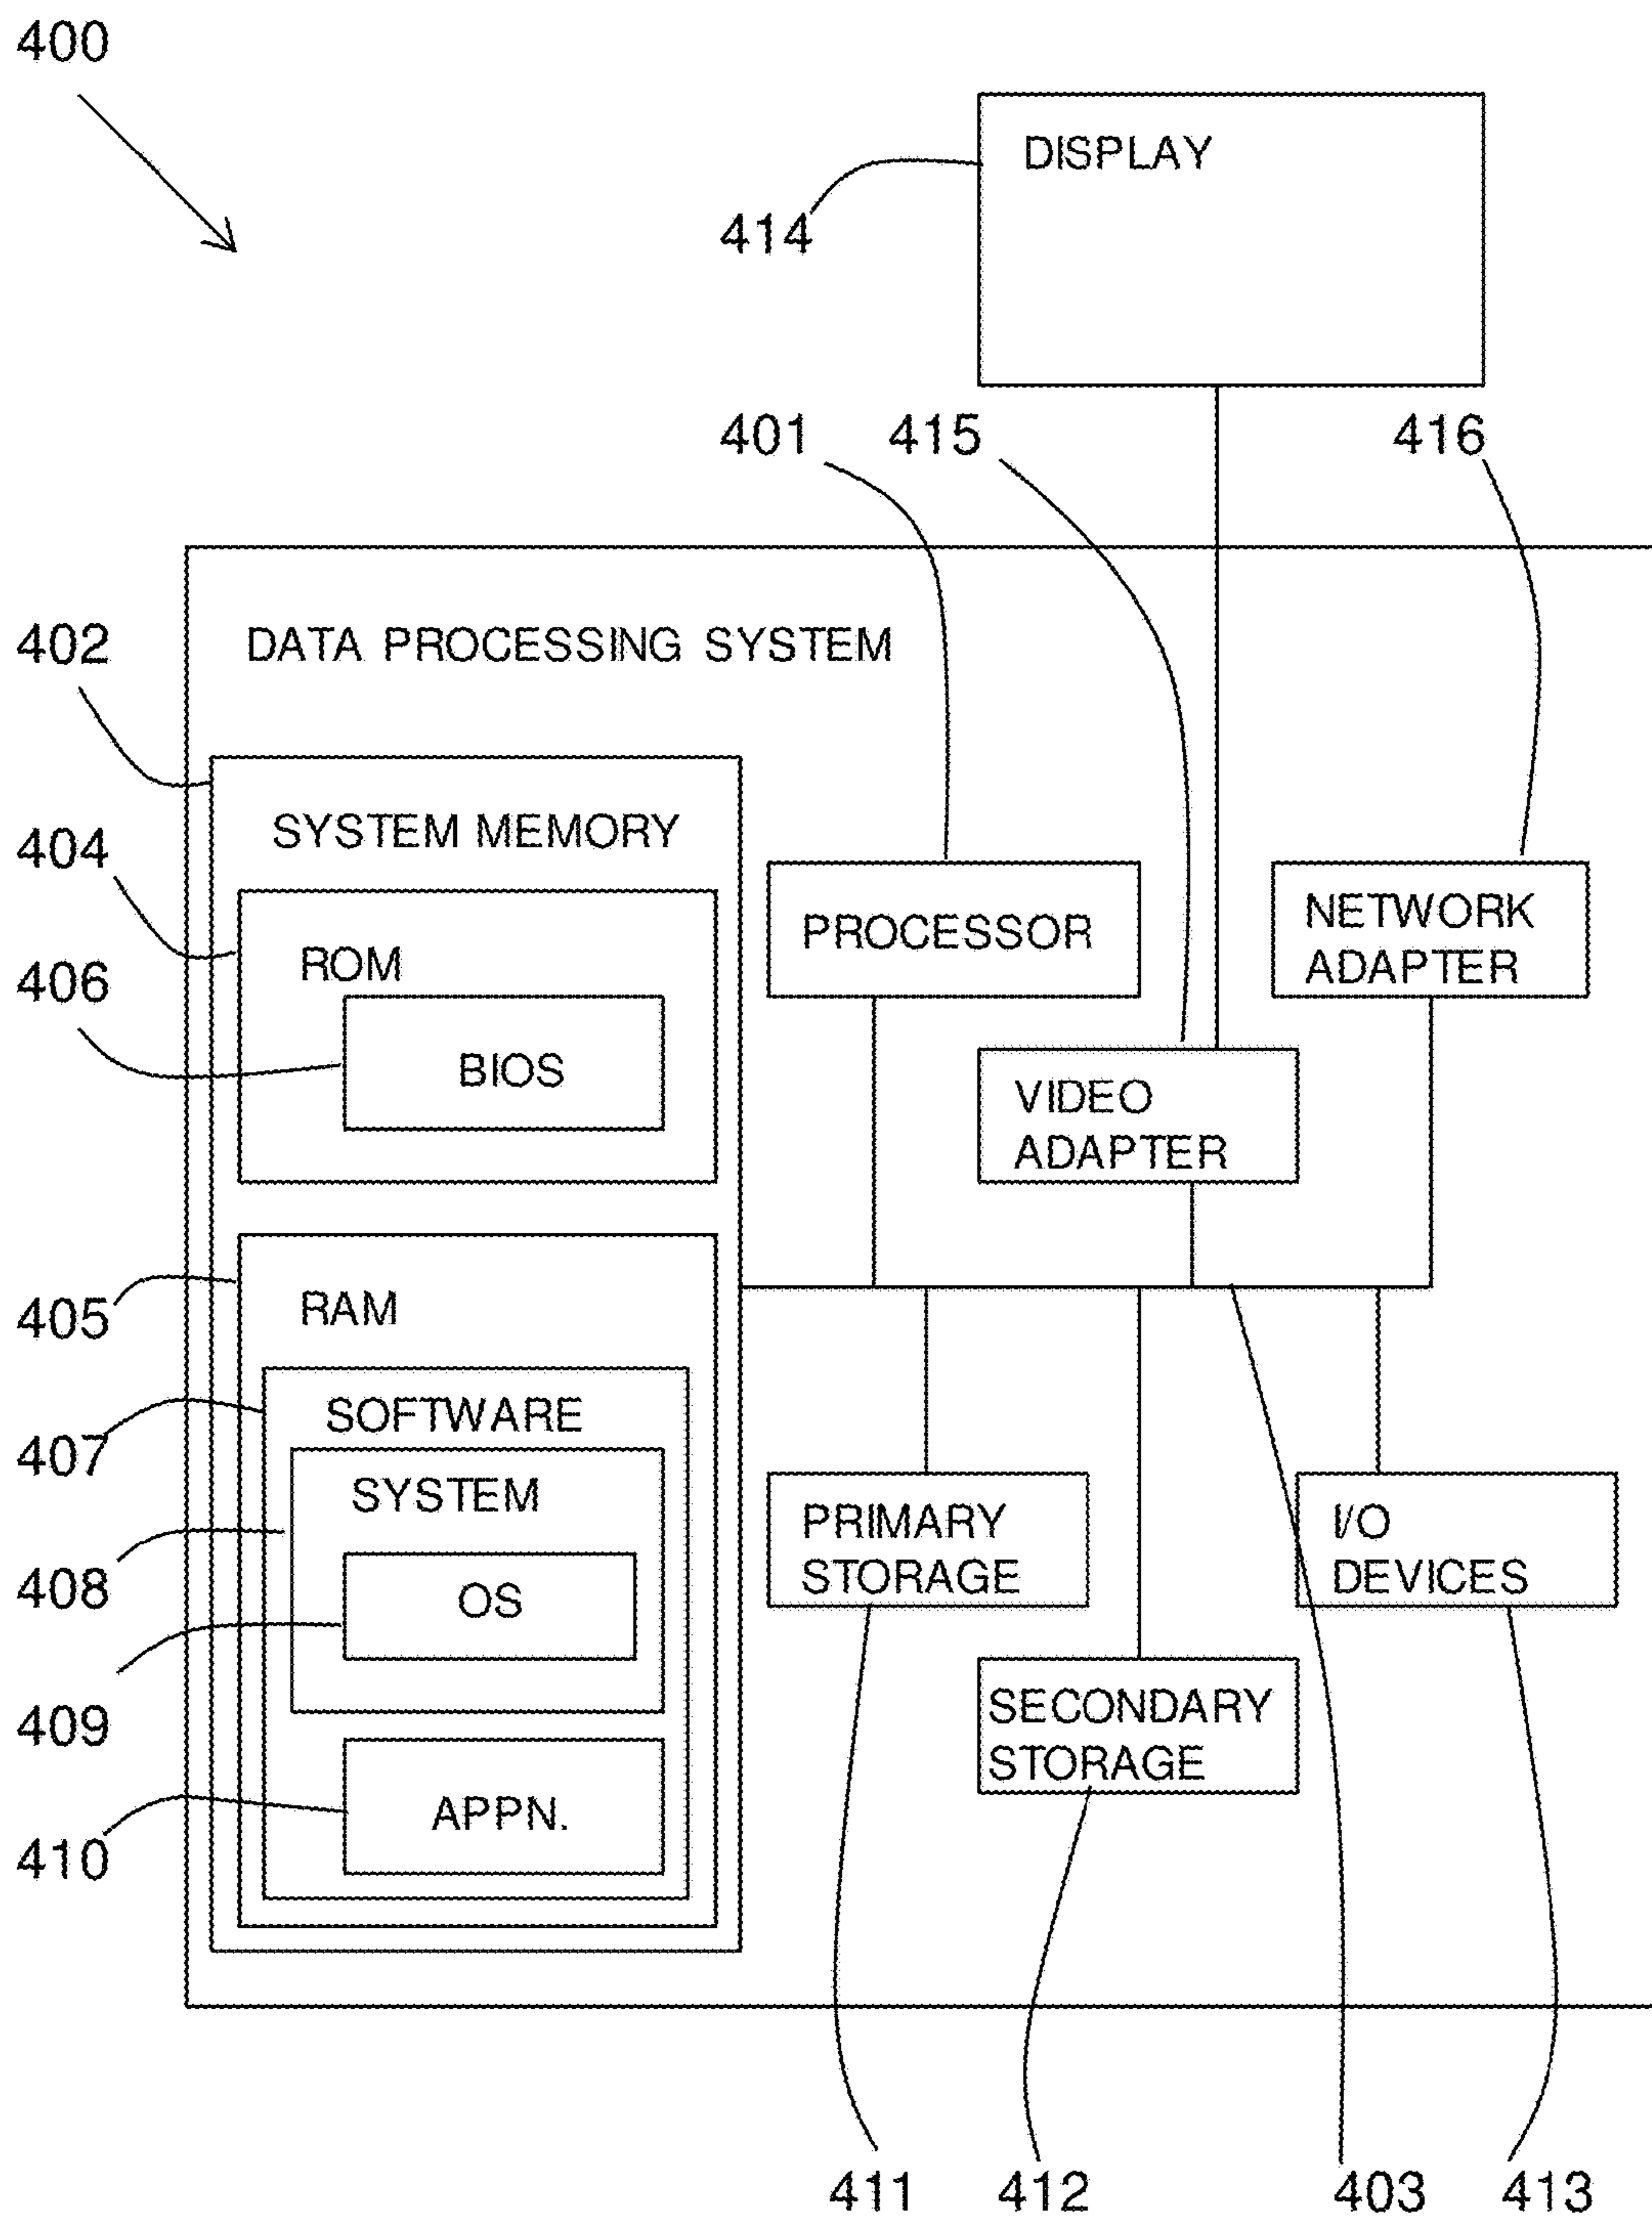 400
DISPLAY
414
401
415
416
DATA PROCESSING SYSTEM
402
SYSTEM MEMORY
404
ROM
406
BIOS
PROCESSOR
NETWORK
ADAPTER
VIDEO
ADAPTER
405
RAM
407
SOFTWARE
SYSTEM
408
OS
409
APPN.
410
PRIMARY
STORAGE
I/O
DEVICES
SECONDARY
STORAGE
411
412
403
413